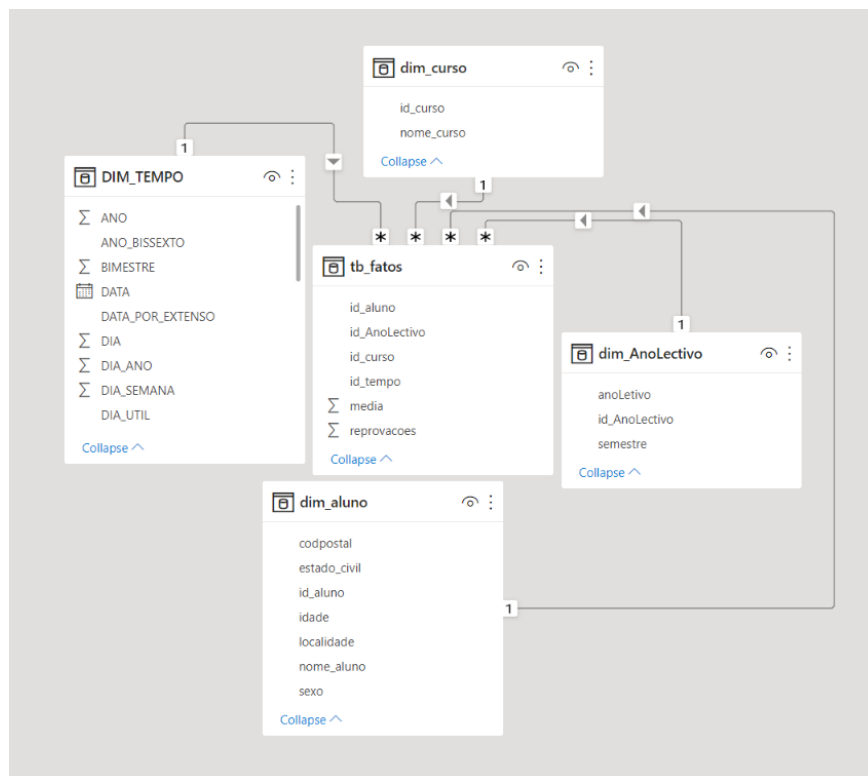 dim_curso
id_curso
nome_curso
Collapse
1
1
DIM_TEMPO
ANO
ANO_BISSEXTO
BIMESTRE
DATA
DATA_POR_EXTENSO
DIA
DIA_ANO
DIA_SEMANA
DIA_UTIL
Collapse
* * * *
tb_fatos
id_aluno
id_AnoLectivo
id_curso
id_tempo
media
reprovacoes
Collapse
1
dim_AnoLectivo
anoLetivo
id_AnoLectivo
semestre
Collapse
dim_aluno
codpostal
estado_civil
id_aluno
idade
localidade
nome_aluno
sexo
Collapse
1